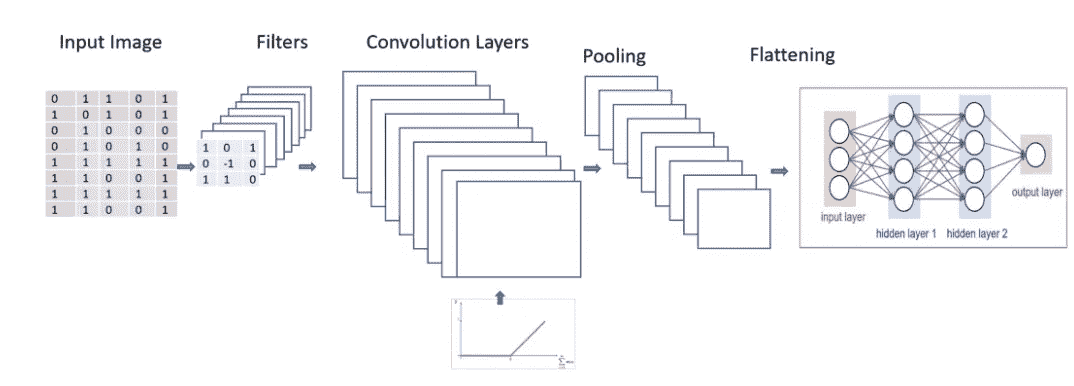 Input Image
Filters
Convolution Layers
Pooling
Flattening
0 1 1 0 1
1 0 1 0 1
0 1 0 0 0
0 1 0 1 0
1 1 1 1 1
1 1 0 0 1
1 1 1 1 1
1 1 0 0 1
1 0 1
0 -1 0
1 1 0
input layer
hidden layer 1
hidden layer 2
output layer